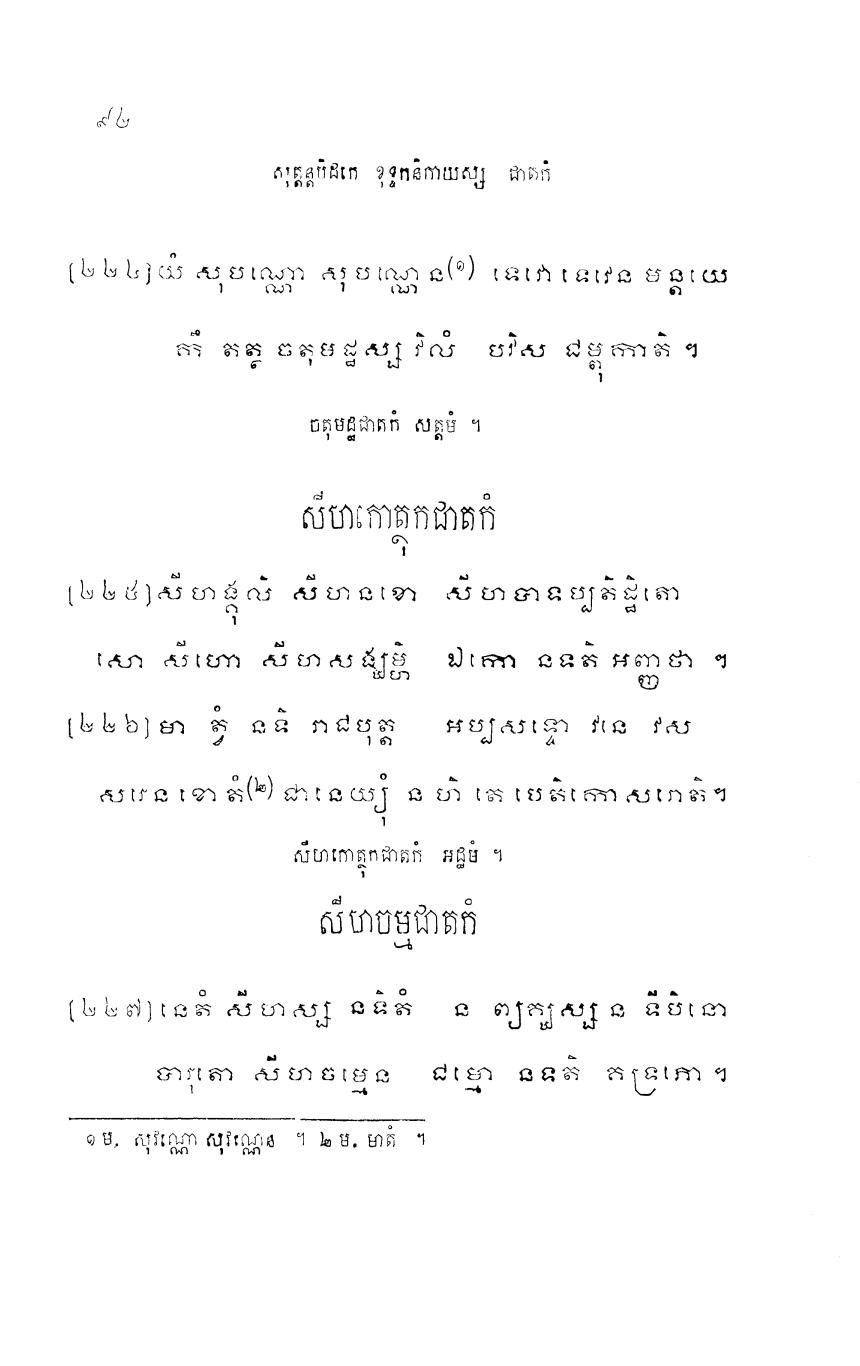 ៩៤
សុត្តន្តបិដកេ ខុទ្ទកនិកាយស្ស ជាតកំ
[២២៤] យំ សុបណ្ណោ សុបណ្ណេន(១) ទេវោ ទេវេន មន្តយេ
កឹ តត្ថ ចតុមដ្ឋស្ស វិលំ បវិស ជម្ពុកាតិ ។
ចតុមដ្ឋជាតកំ សត្តមំ ។
សីហកោត្ថុកជាតកំ
[២២៥] សីហង្គុលិ សីហនខោ សីហបាទប្បតិដ្ឋិតោ
សោ សីហោ សីហសង្ឃម្ហិ ឯកោ នទតិ អញ្ញថា ។
[២២៦] មា ត្វំ នទិ រាជបុត្ត អប្បសទ្ទោ វនេ វស
សរេន ខោ តំ(២) ជានេយ្យុំ ន ហិ តេ បេតិកោ សរោតិ។
សីហកោត្ថុកជាតកំ អដ្ឋមំ ។
សីហចម្មជាតកំ
[២២៧] នេតំ សីហស្ស នទិតំ ន ព្យគ្ឃស្ស ន ទីបិនោ
បារុតោ សីហចម្មេន ជម្មោ នទតិ គទ្រភោ ។
១ ម. សុវណ្ណោ សុវណ្ណេន ។ ២ ម. មាតំ ។